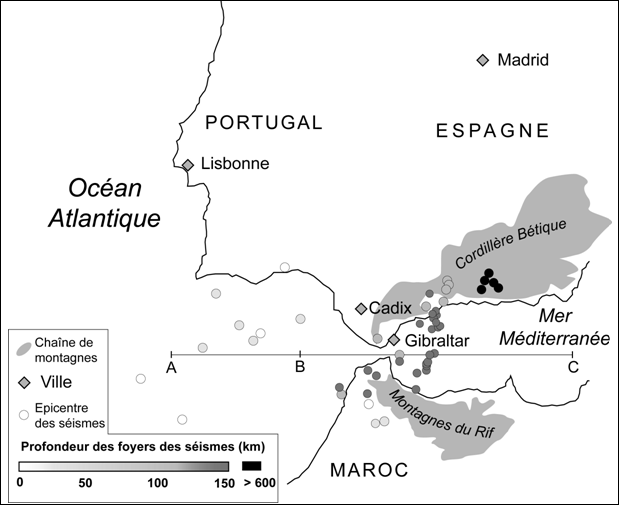 Madrid
PORTUGAL
ESPAGNE
Lisbonne
Océan
Atlantique
Cordillère Bétique
Cadix
Mer
Méditerranée
Gibraltar
A
B
C
Montagnes du Rif
MAROC
Chaîne de
montagnes
Ville
Epicentre
des séismes
Profondeur des foyers des séismes (km)
0 50 100 150 > 600